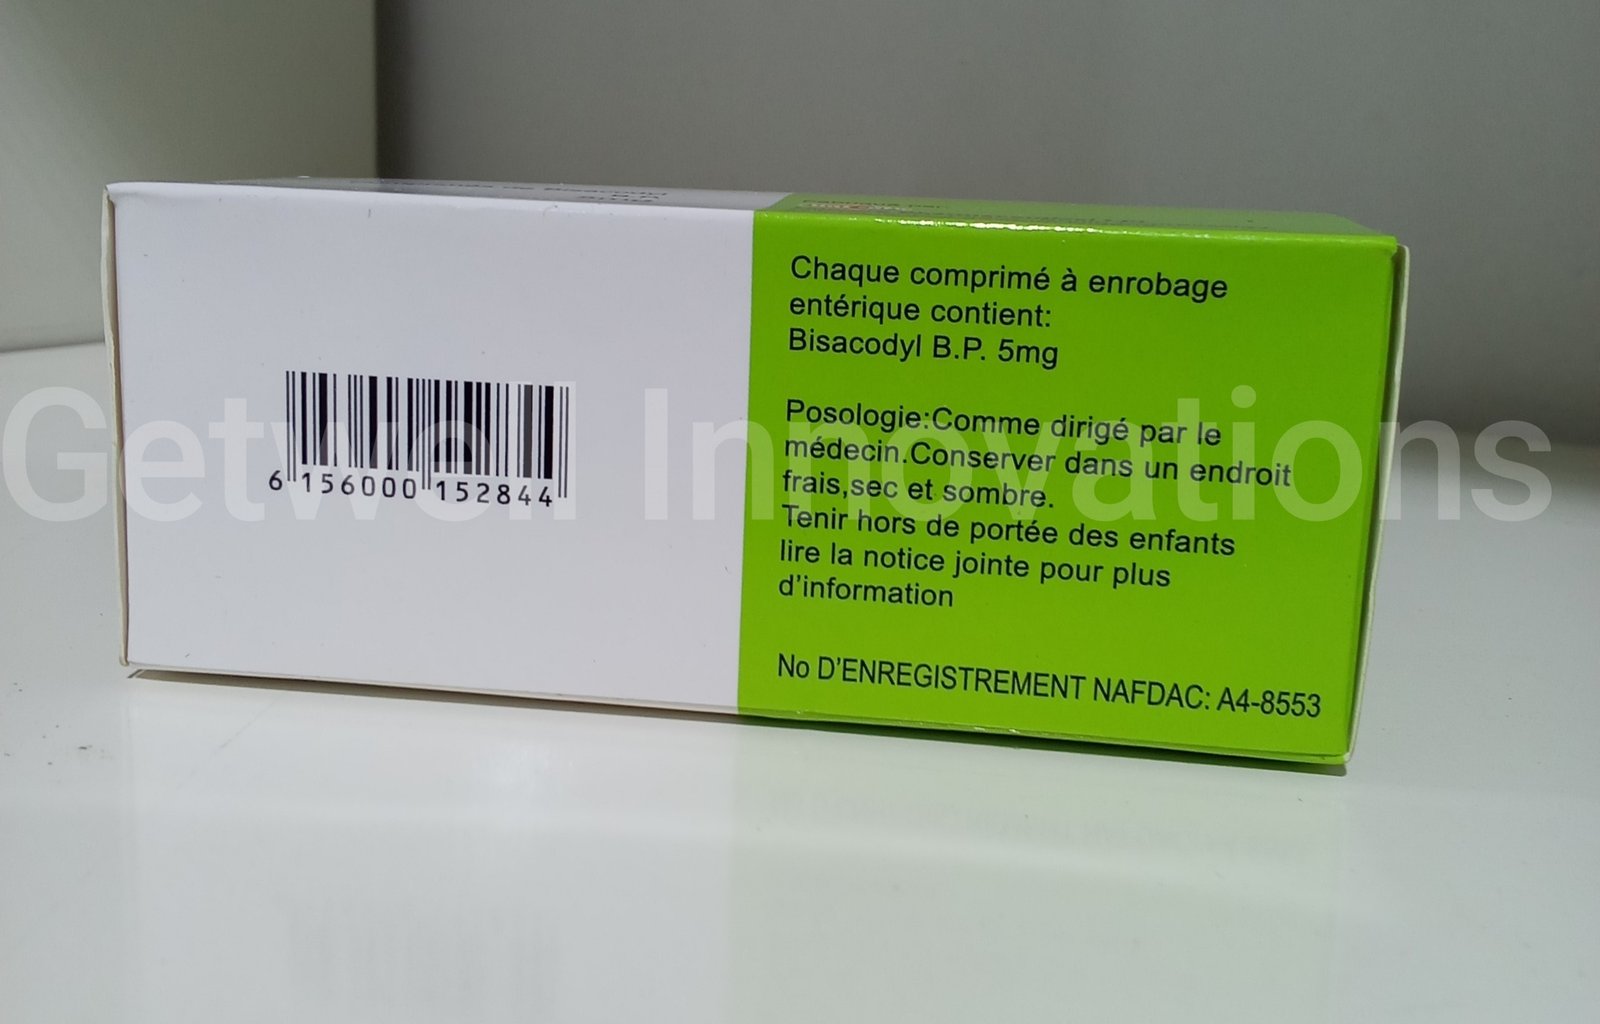 de Bisacodyl
Chaque comprimé à enrobage
entérique contient:
Bisacodyl B.P. 5mg
Posologie:Comme dirigé par le
médecin.Conserver dans un endroit
frais,sec et sombre.
Tenir hors de portée des enfants
lire la notice jointe pour plus
d'information
No D'ENREGISTREMENT NAFDAC: A4-8553
6 156000 152844
Getwell Innovations